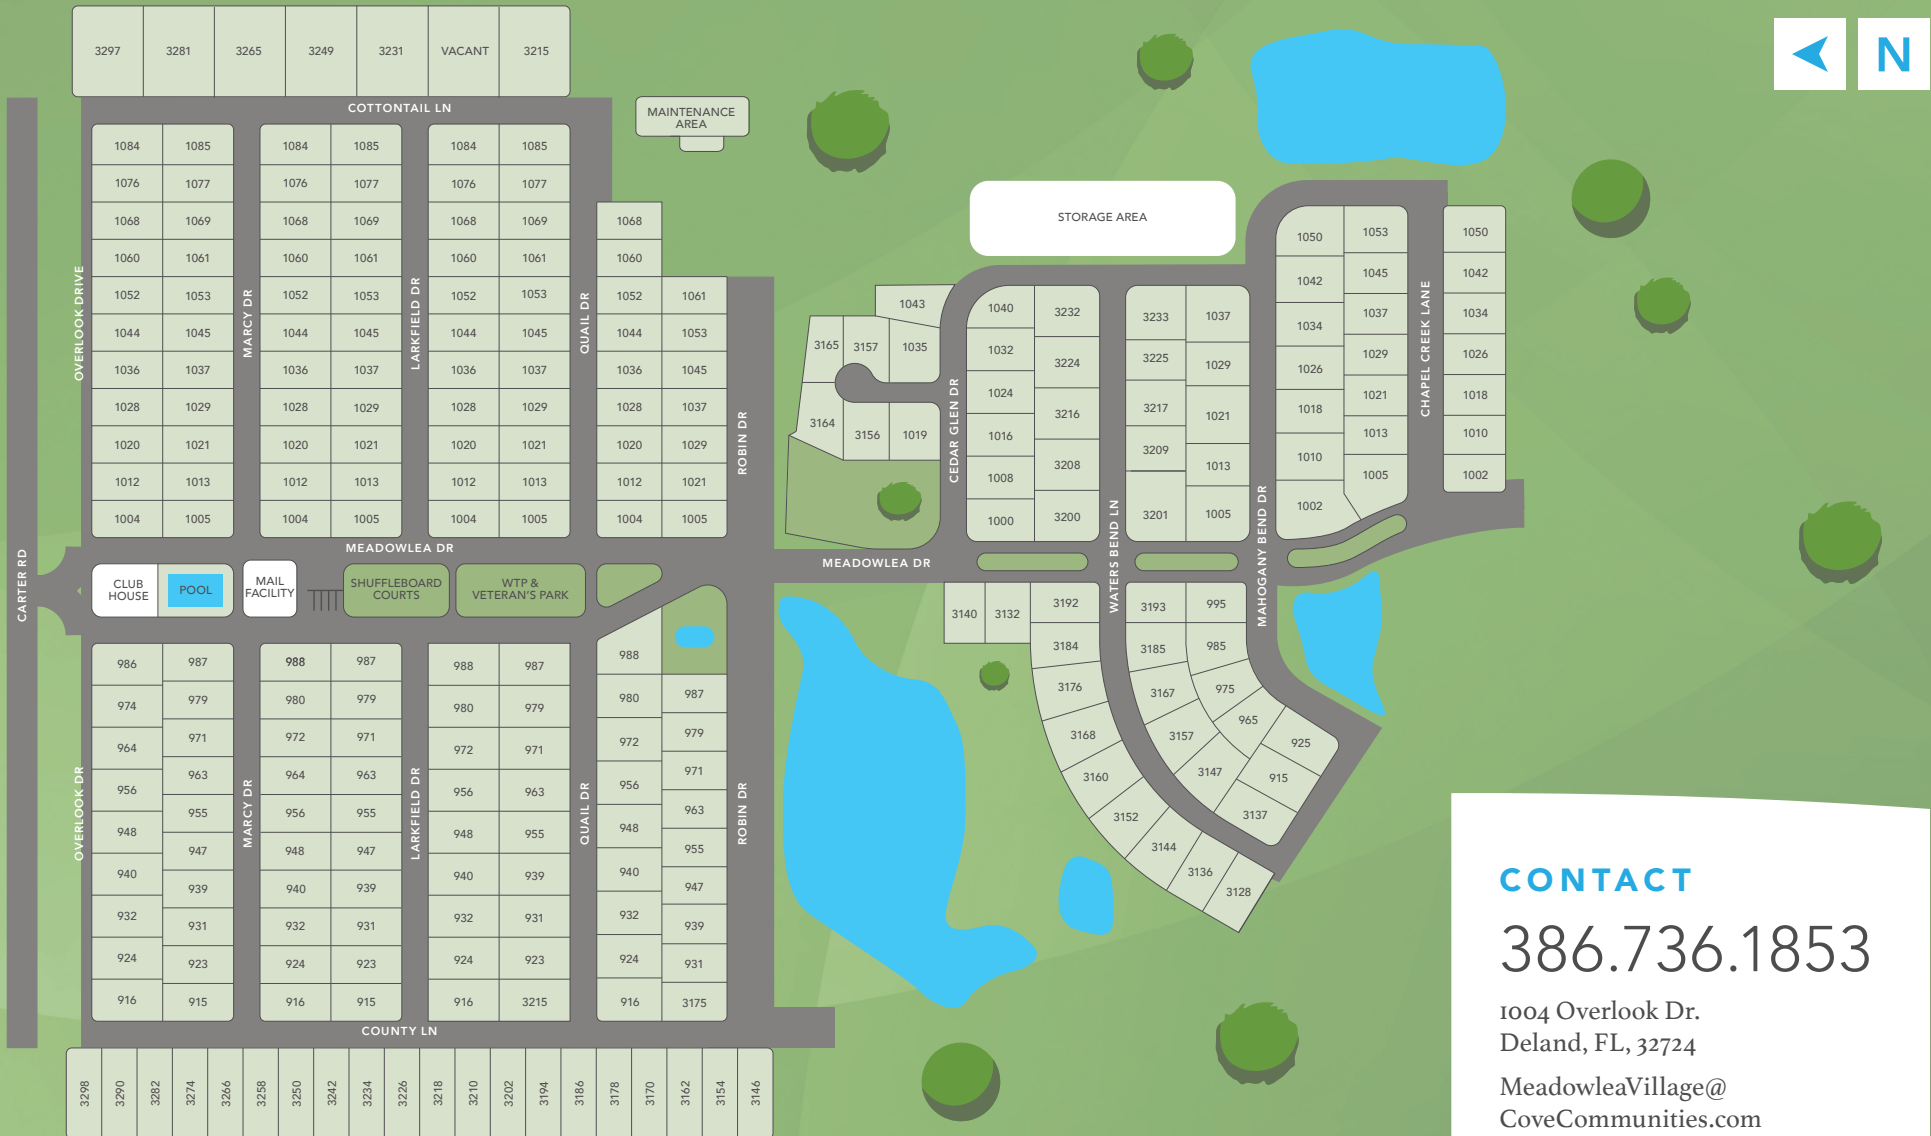 3297 3281 3265 3249 3231 VACANT 3215
N
COTTONTAIL LN
MAINTENANCE
AREA
1084 1085 1084 1085 1084 1085
1076 1077 1076 1077 1076 1077
1068 1069 1068 1069 1068 1069 1068
1060 1061 1060 1061 1060 1061 1060
1052 1053 1052 1053 1052 1053 1052 1061
1044 1045 1044 1045 1044 1045 1044 1053
1036 1037 1036 1037 1036 1037 1036 1045
1028 1029 1028 1029 1028 1029 1028 1037
1020 1021 1020 1021 1020 1021 1020 1029
1012 1013 1012 1013 1012 1013 1012 1021
1004 1005 1004 1005 1004 1005 1004 1005
OVERLOOK DRIVE
MARCY DR
LARKFIELD DR
QUAIL DR
ROBIN DR
CARTER RD
MEADOWLEA DR
CLUB
HOUSE
POOL
MAIL
FACILITY
SHUFFLEBOARD
COURTS
WTP &
VETERAN'S PARK
986 987 988 987 988 987 988
974 979 980 979 980 979 980 987
964 971 972 971 972 971 972 979
956 963 964 963 956 963 956 971
948 955 956 955 948 955 948 963
940 947 948 947 940 939 940 955
932 939 940 939 932 931 932 947
924 931 932 931 924 923 924 939
916 923 924 923 916 3215 916 931
915 916 915 3175
OVERLOOK DR
MARCY DR
LARKFIELD DR
QUAIL DR
ROBIN DR
COUNTY LN
3298 3290 3282 3274 3266 3258 3250 3242 3234 3226 3218 3210 3202 3194 3186 3178 3170 3162 3154 3146
STORAGE AREA
1043
3165 3157 1035
3164 3156 1019
CEDAR GLEN DR
1040 3232
1032 3224
1024 3216
1016 3208
1008 3200
1000
WATERS BEND LN
3233 1037
3225 1029
3217 1021
3209 1013
3201 1005
MAHOGANY BEND DR
1050 1053
1042 1045
1034 1037
1026 1029
1018 1021
1010 1013
1002 1005
CHAPEL CREEK LANE
1050
1042
1034
1026
1018
1010
1002
MEADOWLEA DR
3140 3132 3192
3184
3176
3168
3160
3152
3144
3136
3128
3193 995
3185 985
3167 975
3157 965
3147 925
915
3137
CONTACT
386.736.1853
1004 Overlook Dr.
Deland, FL, 32724
MeadowleaVillage@
CoveCommunities.com